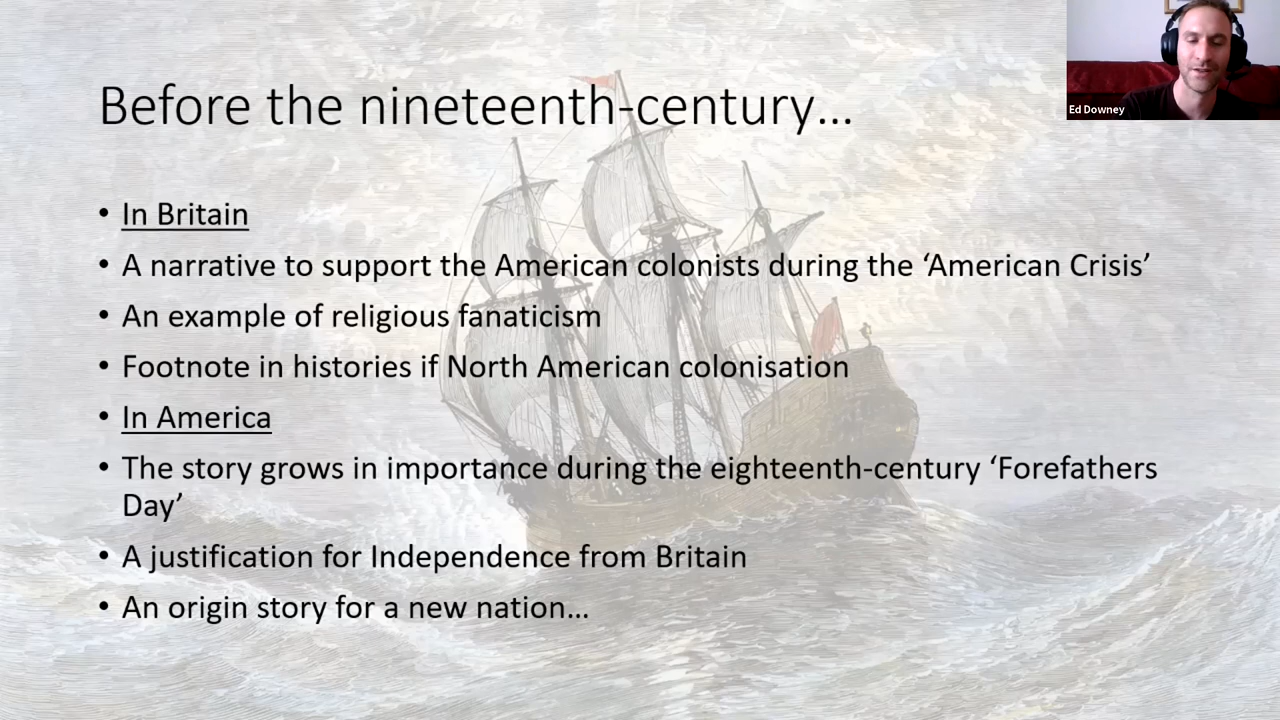 Before the nineteenth-century...
Ed Downey
• In Britain
• A narrative to support the American colonists during the ‘American Crisis’
• An example of religious fanaticism
• Footnote in histories if North American colonisation
• In America
• The story grows in importance during the eighteenth-century ‘Forefathers
Day’
• A justification for Independence from Britain
• An origin story for a new nation...